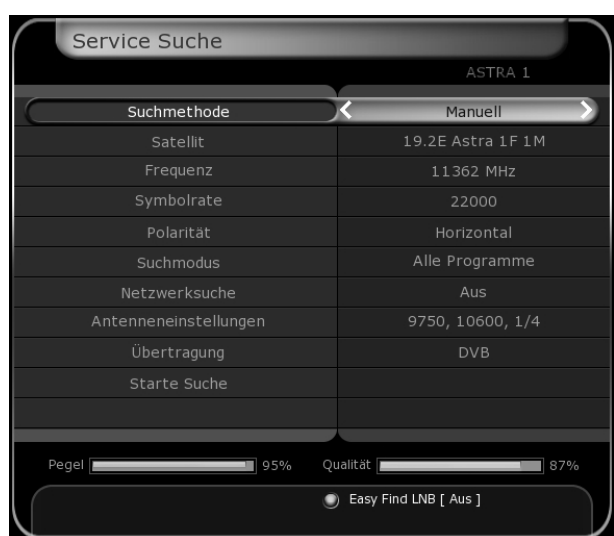 Service Suche
ASTRA 1
Suchmethode Manuell
Satellit 19.2E Astra 1F 1M
Frequenz 11362 MHz
Symbolrate 22000
Polarität Horizontal
Suchmodus Alle Programme
Netzwerksuche Aus
Antenneneinstellungen 9750, 10600, 1/4
Übertragung DVB
Starte Suche
Pegel 95% Qualität 87%
Easy Find LNB [ Aus ]